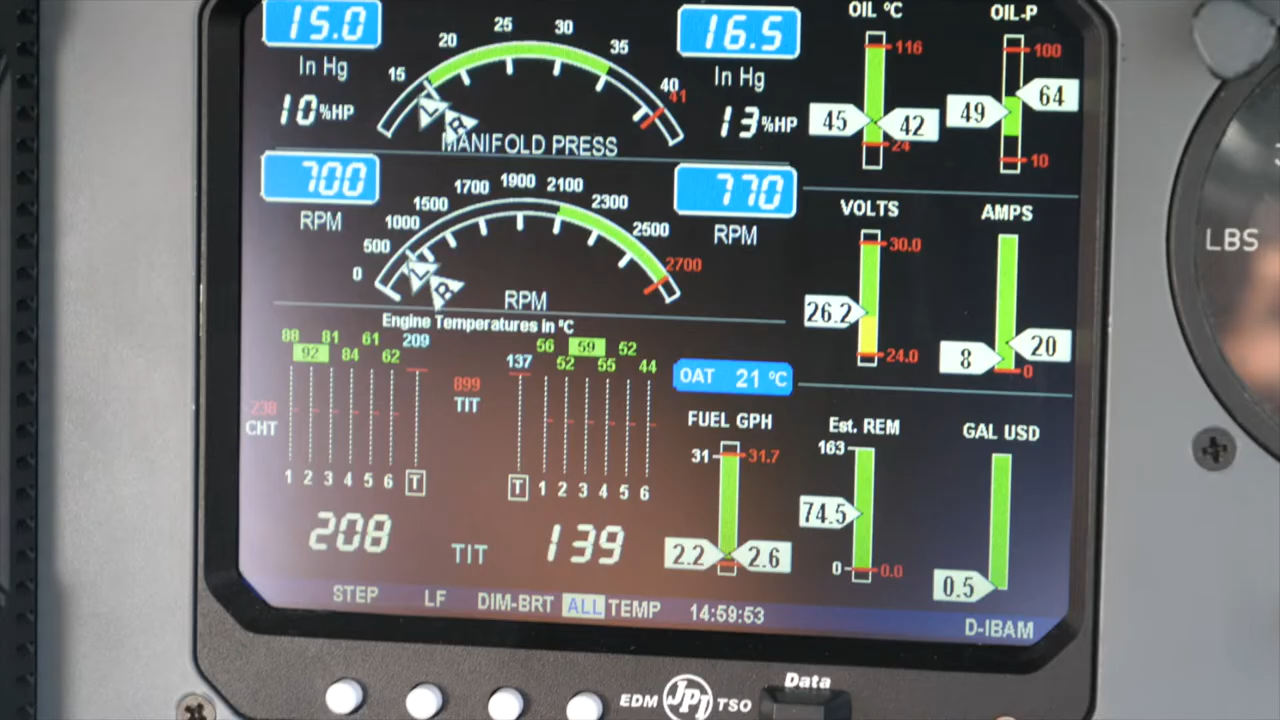 15.0 20 25 30 35 16.5 OIL °C OIL-P
In Hg 15 40 41 In Hg 116 100
10 %HP L R 13 %HP 45 42 49 64
MANIFOLD PRESS 24 10
700 1700 1900 2100 770 VOLTS AMPS
RPM 1000 1500 2300 2500 RPM 30.0
0 500 L R 2700 26.2 8 20
RPM 24.0 0
Engine Temperatures in °C
88 92 81 84 61 62 209 137 56 52 59 55 52 44 OAT 21 °C
238 CHT 899 TIT FUEL GPH Est. REM GAL USD
31 31.7 163
1 2 3 4 5 6 T T 1 2 3 4 5 6
208 TIT 139 2.2 2.6 74.5 0 0.0 0.5
STEP LF DIM-BRT ALL TEMP 14:59:53 D-IBAM
EDM JPI TSO Data
LBS